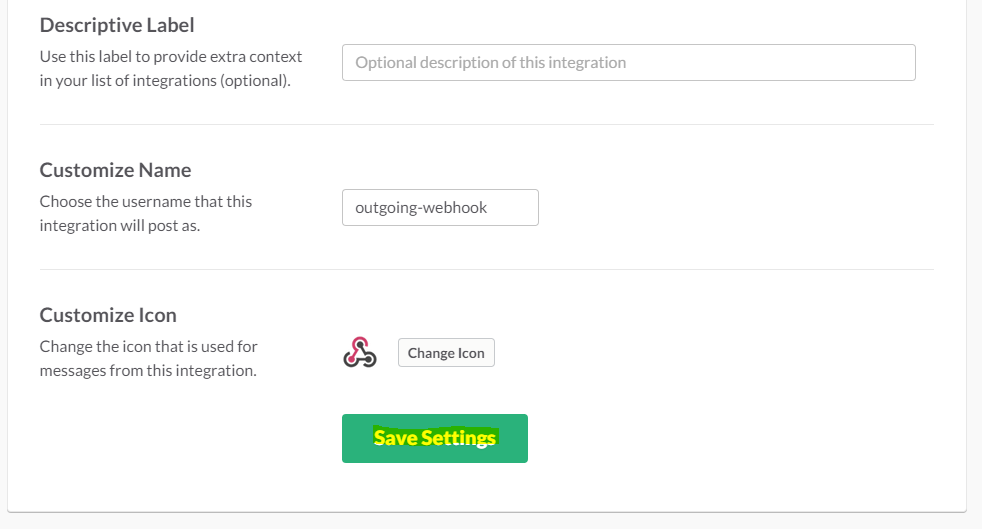 Descriptive Label
Use this label to provide extra context
in your list of integrations (optional).
Optional description of this integration
Customize Name
Choose the username that this
integration will post as.
outgoing-webhook
Customize Icon
Change the icon that is used for
messages from this integration.
Change Icon
Save Settings